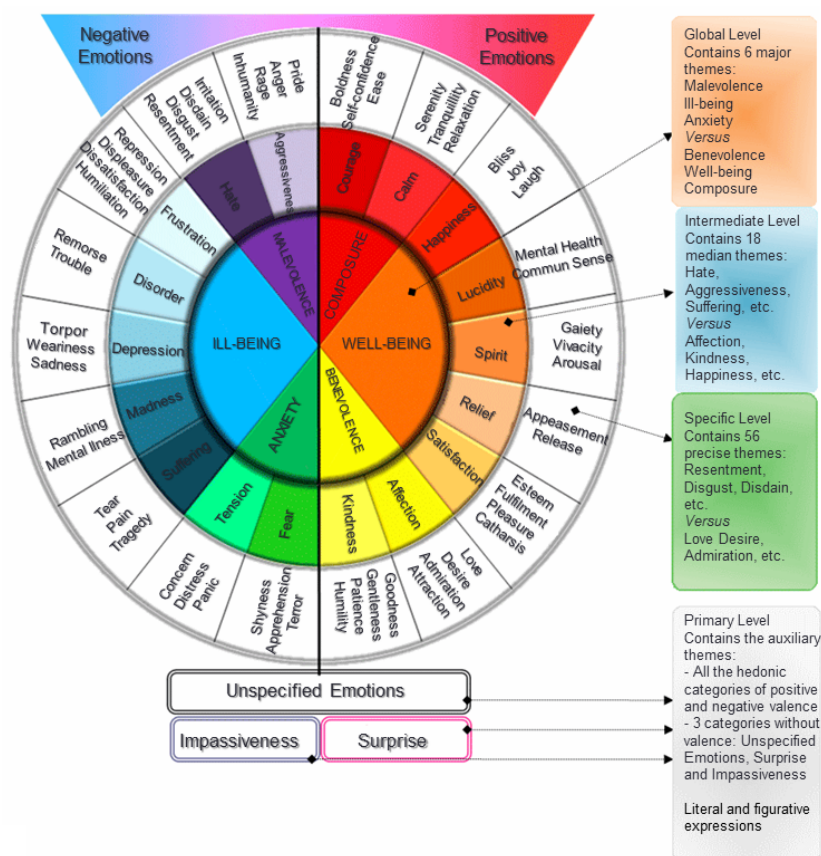 Negative
Emotions
Positive
Emotions
Pride
Anger
Rage
Inhumanity
Irritation
Disdain
Disgust
Resentment
Repression
Displeasure
Dissatisfaction
Humiliation
Remorse
Trouble
Torpor
Weariness
Sadness
Rambling
Mental Ilness
Tear
Pain
Tragedy
Concern
Distress
Panic
Shyness
Apprehension
Terror
Boldness
Self-confidence
Ease
Serenity
Tranquillity
Relaxation
Bliss
Joy
Laugh
Mental Health
Commun Sense
Gaiety
Vivacity
Arousal
Appeasement
Release
Esteem
Fulfilment
Pleasure
Catharsis
Love
Desire
Admiration
Attraction
Goodness
Gentleness
Patience
Humility
Aggressiveness
Hate
Frustration
Disorder
Depression
Madness
Suffering
Tension
Fear
Courage
Calm
Happiness
Lucidity
Spirit
Relief
Satisfaction
Affection
Kindness
MALEVOLENCE
COMPOSURE
ILL-BEING
WELL-BEING
ANXIETY
BENEVOLENCE
Unspecified Emotions
Impassiveness
Surprise
Global Level
Contains 6 major
themes:
Malevolence
Ill-being
Anxiety
Versus
Benevolence
Well-being
Composure
Intermediate Level
Contains 18
median themes:
Hate,
Aggressiveness,
Suffering, etc.
Versus
Affection,
Kindness,
Happiness, etc.
Specific Level
Contains 56
precise themes:
Resentment,
Disgust, Disdain,
etc.
Versus
Love Desire,
Admiration, etc.
Primary Level
Contains the auxiliary
themes:
- All the hedonic
categories of positive
and negative valence
- 3 categories without
valence: Unspecified
Emotions, Surprise
and Impassiveness
Literal and figurative
expressions